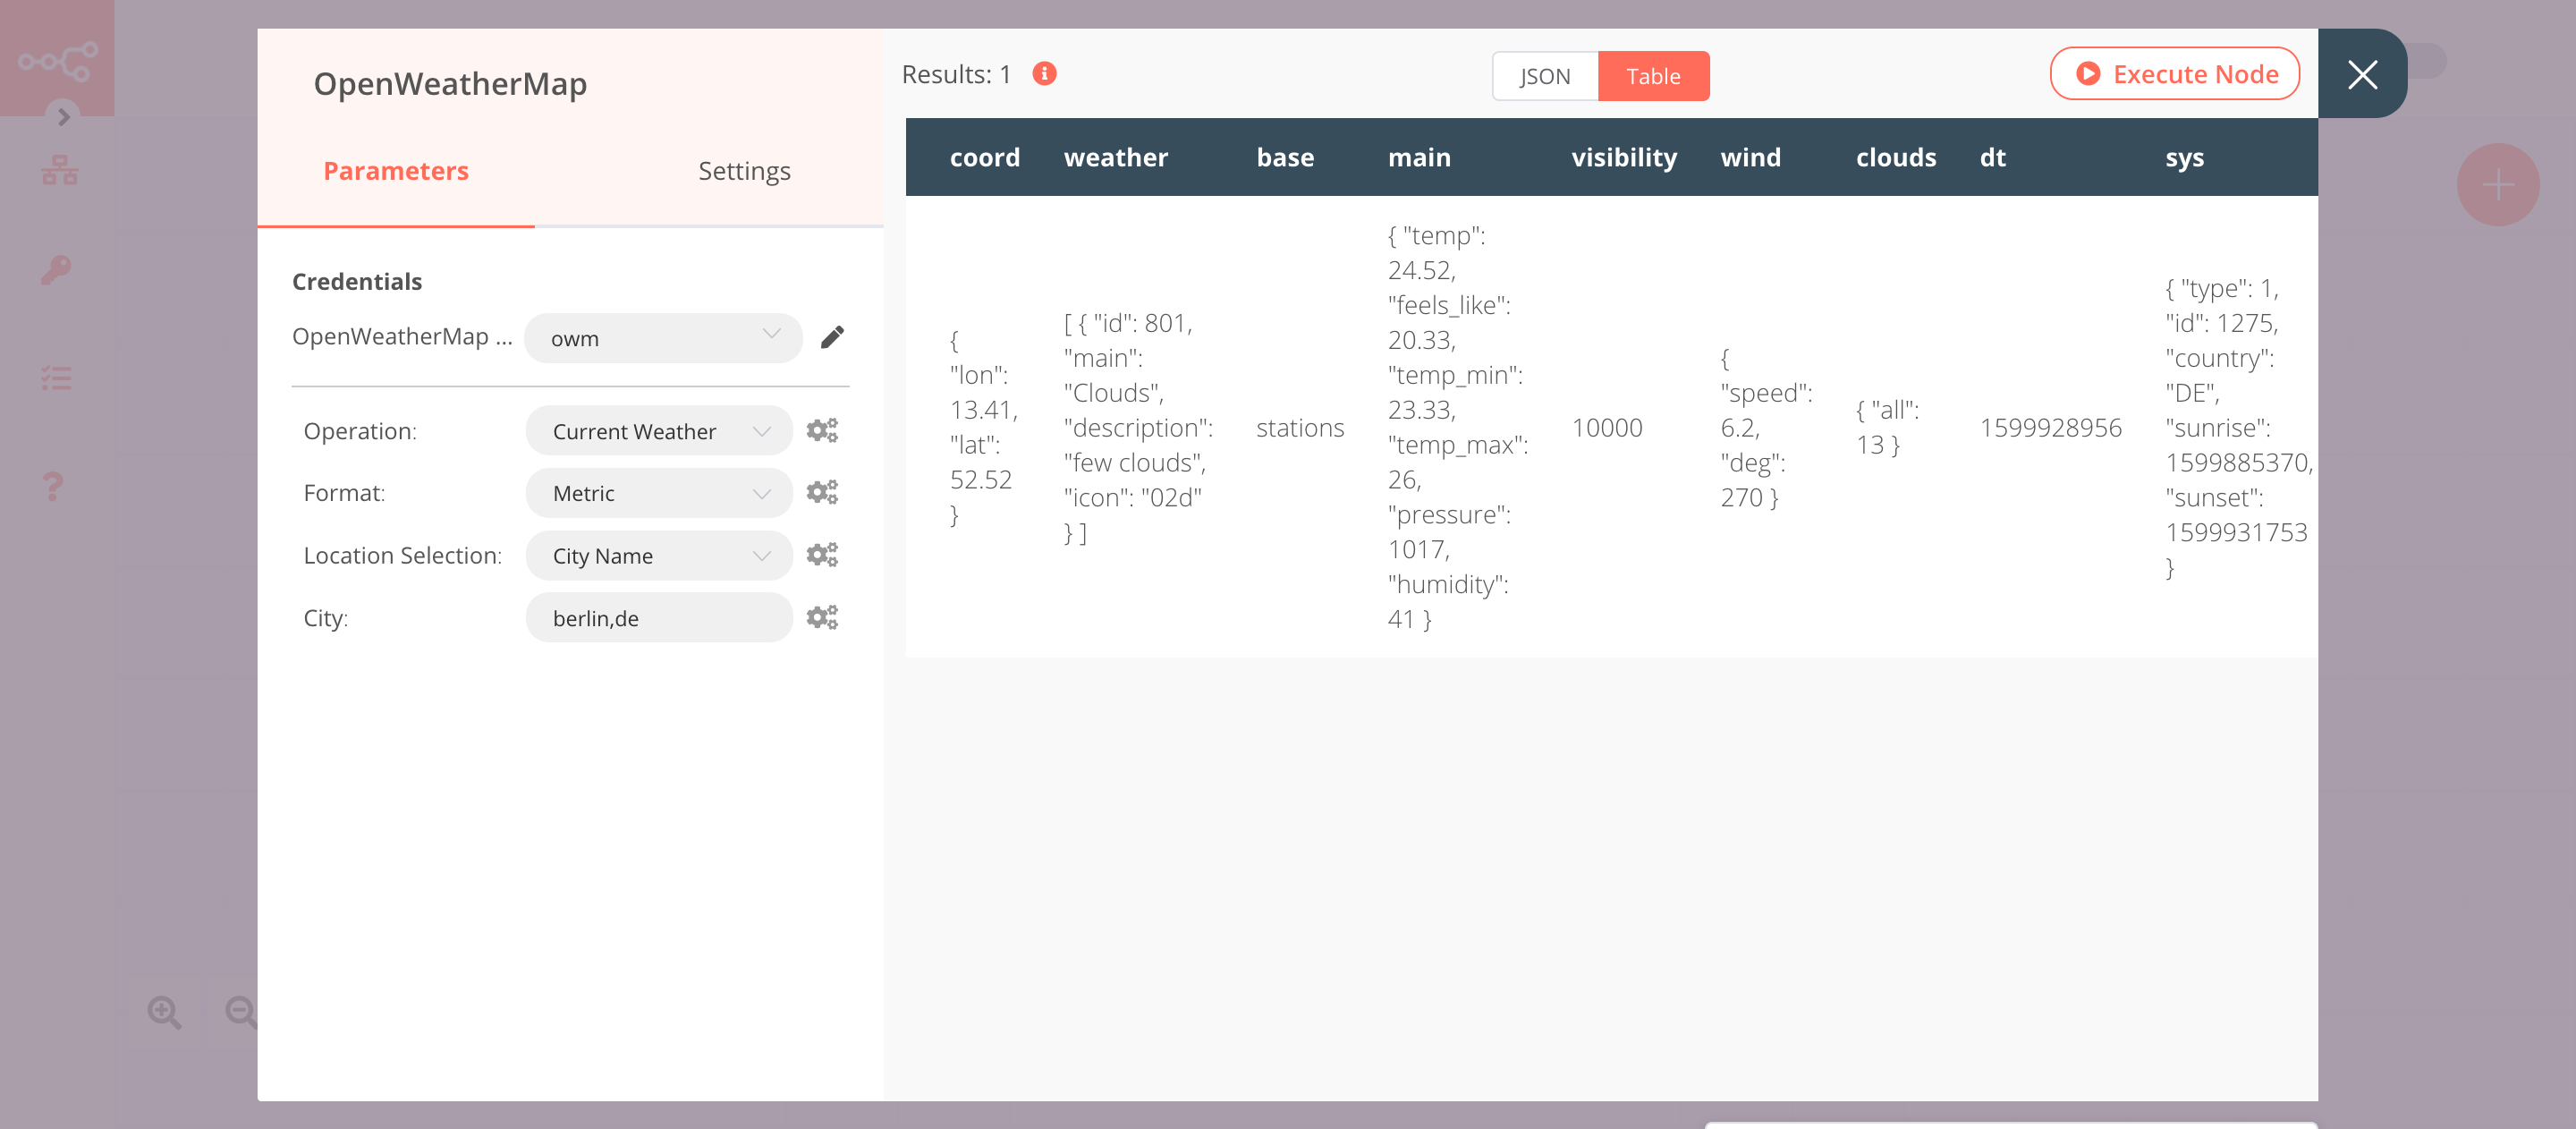 OpenWeatherMap
Parameters
Settings
Credentials
OpenWeatherMap ...
owm
Operation:
Current Weather
Format:
Metric
Location Selection:
City Name
City:
berlin,de
Results: 1
JSON
Table
Execute Node
coord
weather
base
main
visibility
wind
clouds
dt
sys
{
"lon":
13.41,
"lat":
52.52
}
[ { "id": 801,
"main":
"Clouds",
"description":
"few clouds",
"icon": "02d"
} ]
stations
{ "temp":
24.52,
"feels_like":
20.33,
"temp_min":
23.33,
"temp_max":
26,
"pressure":
1017,
"humidity":
41 }
10000
{
"speed":
6.2,
"deg":
270 }
{ "all":
13 }
1599928956
{ "type": 1,
"id": 1275,
"country":
"DE",
"sunrise":
1599885370,
"sunset":
1599931753
}